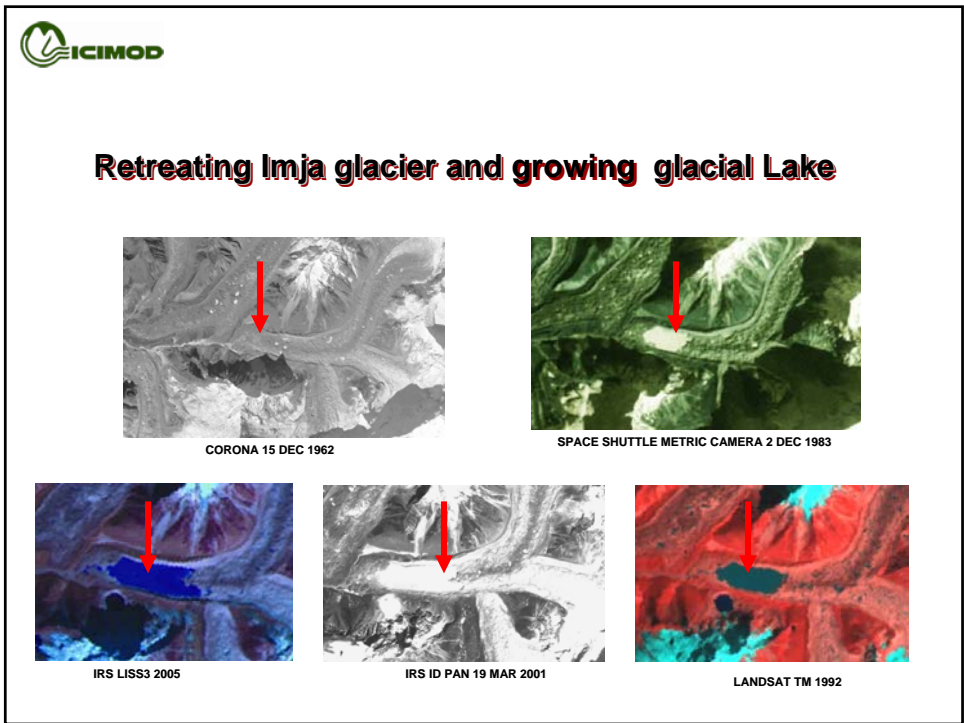 ICIMOD
Retreating Imja glacier and growing glacial Lake
CORONA 15 DEC 1962
SPACE SHUTTLE METRIC CAMERA 2 DEC 1983
IRS LISS3 2005
IRS ID PAN 19 MAR 2001
LANDSAT TM 1992